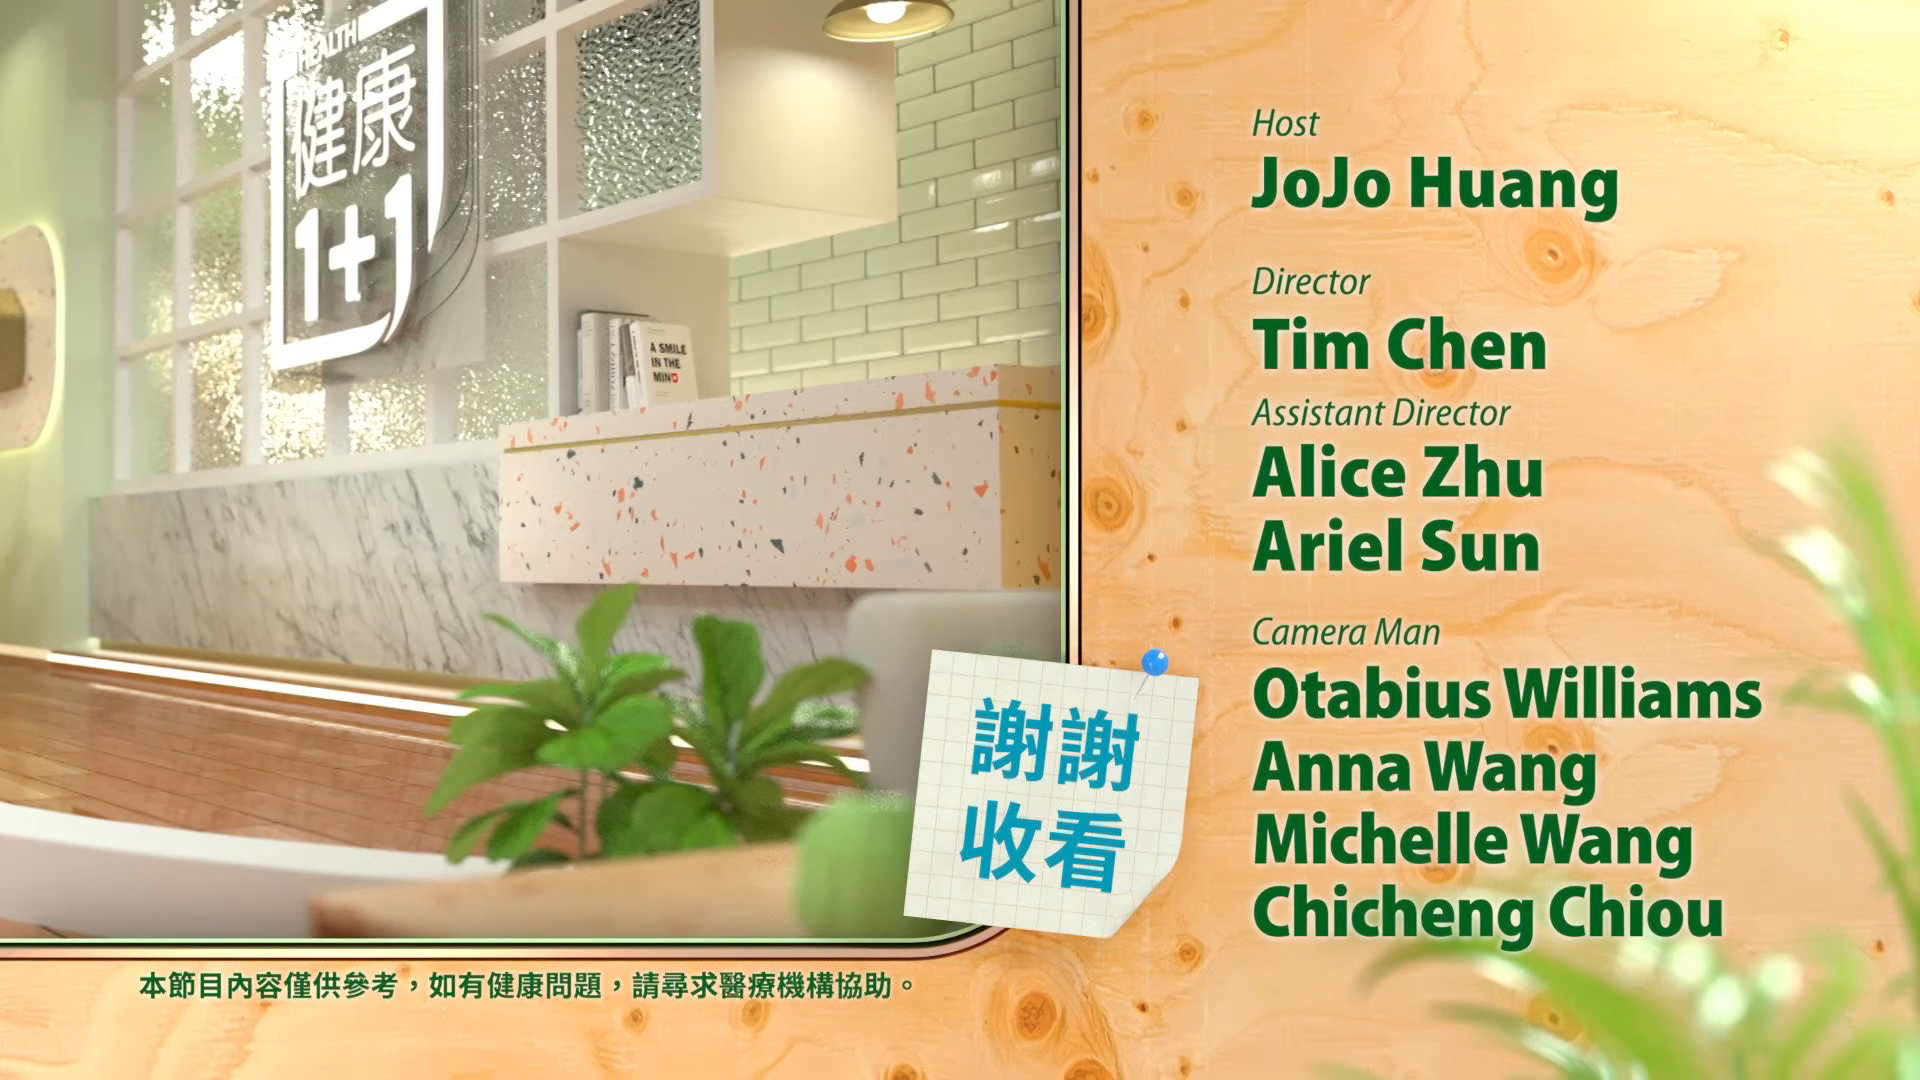 HEALTH
健康
1+1
A SMILE
IN THE
MIND
Host
JoJo Huang
Director
Tim Chen
Assistant Director
Alice Zhu
Ariel Sun
Camera Man
Otabius Williams
Anna Wang
Michelle Wang
Chicheng Chiou
謝謝
收看
本節目內容僅供參考，如有健康問題，請尋求醫療機構協助。